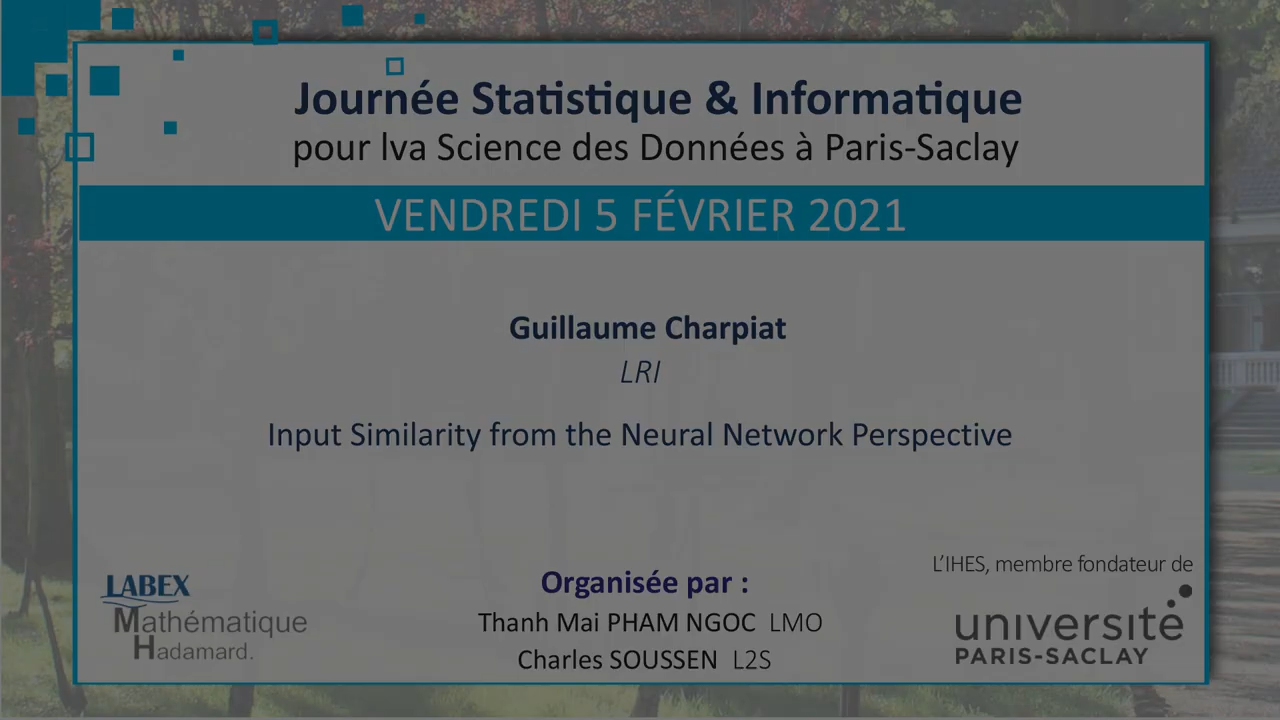 Journée Statistique & Informatique
pour lva Science des Données à Paris-Saclay
VENDREDI 5 FÉVRIER 2021
Guillaume Charpiat
LRI
Input Similarity from the Neural Network Perspective
L'IHES, membre fondateur de
LABEX
Mathématique
Hadamard.
Organisée par :
Thanh Mai PHAM NGOC LMO
Charles SOUSSEN L2S
université
PARIS-SACLAY